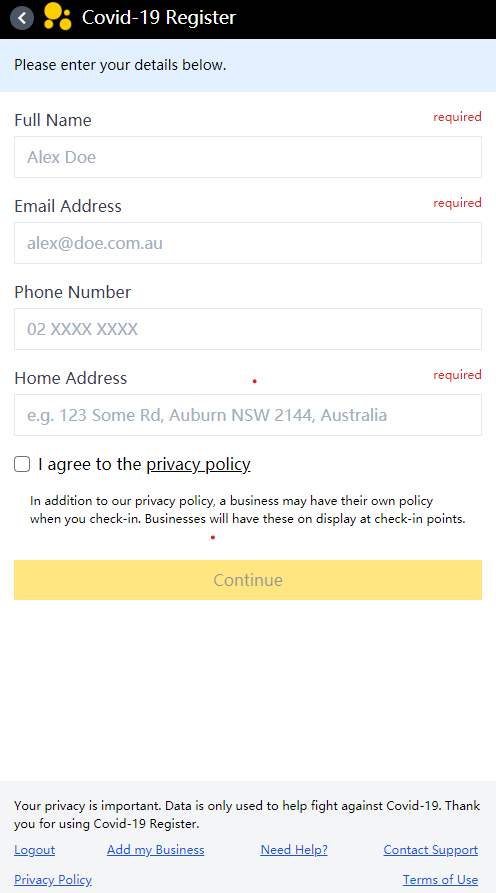 Covid-19 Register
Please enter your details below.
Full Name required
Alex Doe
Email Address required
alex@doe.com.au
Phone Number
02 XXXX XXXX
Home Address required
e.g. 123 Some Rd, Auburn NSW 2144, Australia
I agree to the privacy policy
In addition to our privacy policy, a business may have their own policy
when you check-in. Businesses will have these on display at check-in points.
Continue
Your privacy is important. Data is only used to help fight against Covid-19. Thank
you for using Covid-19 Register.
Logout Add my Business Need Help? Contact Support
Privacy Policy Terms of Use